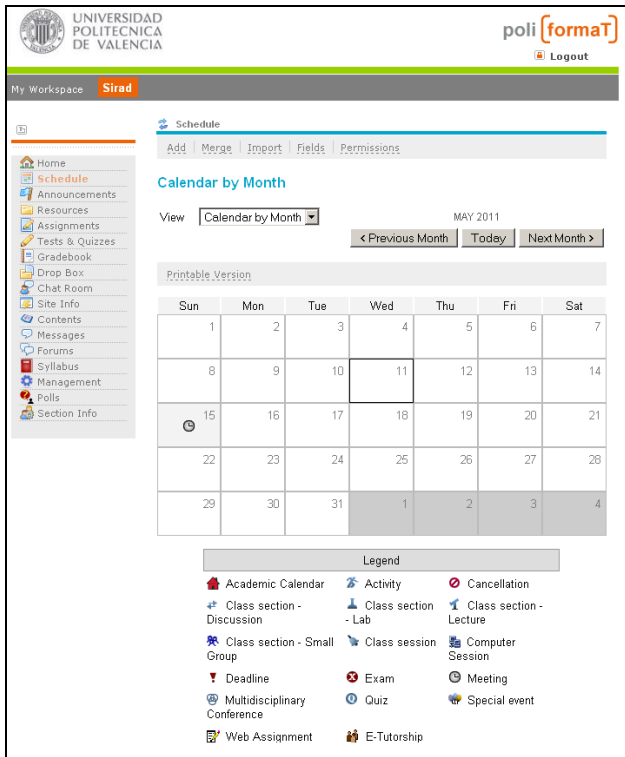 UNIVERSIDAD
POLITECNICA
DE VALENCIA
poli [formaT]
Logout
My Workspace Sirad
Schedule
Add Merge Import Fields Permissions
Home
Schedule
Announcements
Resources
Assignments
Tests & Quizzes
Gradebook
Drop Box
Chat Room
Site Info
Contents
Messages
Forums
Syllabus
Management
Polls
Section Info
Calendar by Month
View Calendar by Month MAY 2011
< Previous Month Today Next Month >
Printable Version
Sun Mon Tue Wed Thu Fri Sat
1 2 3 4 5 6 7
8 9 10 11 12 13 14
15 16 17 18 19 20 21
22 23 24 25 26 27 28
29 30 31 1 2 3 4
Legend
Academic Calendar Activity Cancellation
Class section - Class section Class section -
Discussion - Lab Lecture
Class section - Small Class session Computer
Group Session
Deadline Exam Meeting
Multidisciplinary Quiz Special event
Conference
Web Assignment E-Tutorship